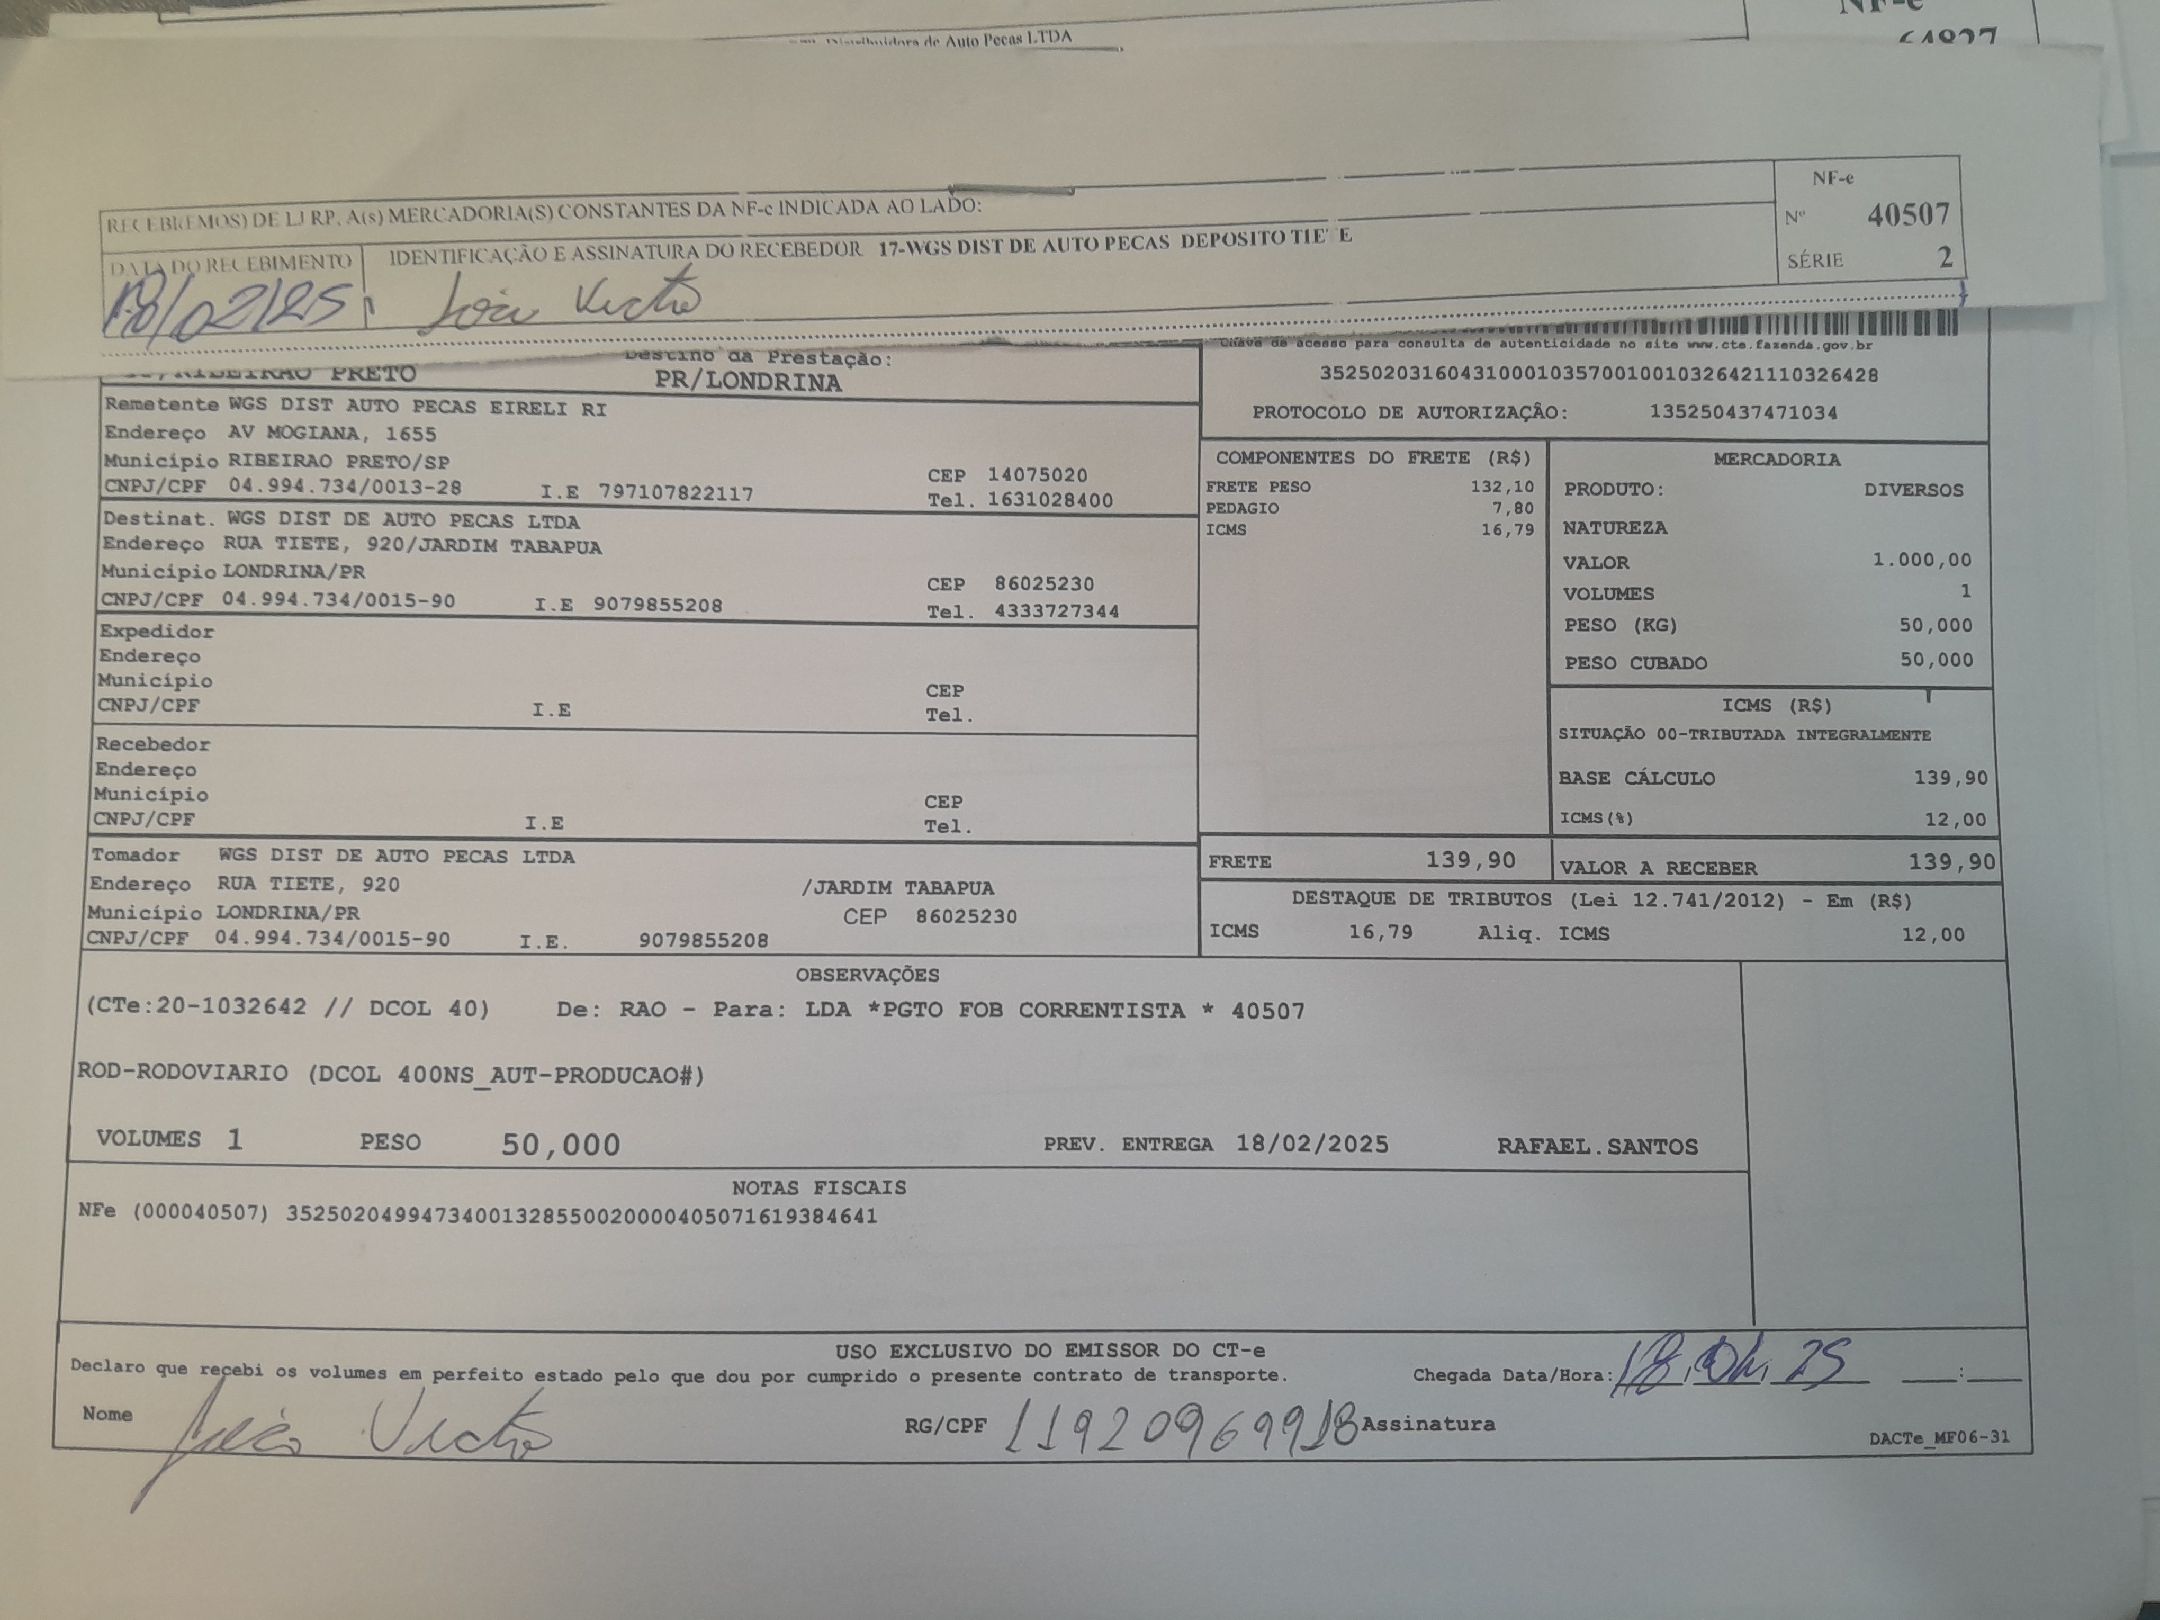 Distribuidora de Auto Pecas LTDA
NF-e
RECEBI(EMOS) DE LJ RP, A(s) MERCADORIA(S) CONSTANTES DA NF-e INDICADA AO LADO:
NF-e
Nº 40507
SÉRIE 2
DATA DO RECEBIMENTO
IDENTIFICAÇÃO E ASSINATURA DO RECEBEDOR 17-WGS DIST DE AUTO PECAS DEPOSITO TIE E
18/02/25 João Victo
Destino da Prestação:
RIBEIRAO PRETO PR/LONDRINA
Chave de acesso para consulta de autenticidade no site www.cte.fazenda.gov.br
35250203160431000103570010010326421110326428
PROTOCOLO DE AUTORIZAÇÃO: 135250437471034
Remetente WGS DIST AUTO PECAS EIRELI RI
Endereço AV MOGIANA, 1655
Município RIBEIRAO PRETO/SP CEP 14075020
CNPJ/CPF 04.994.734/0013-28 I.E 797107822117 Tel. 1631028400
Destinat. WGS DIST DE AUTO PECAS LTDA
Endereço RUA TIETE, 920/JARDIM TABAPUA
Município LONDRINA/PR CEP 86025230
CNPJ/CPF 04.994.734/0015-90 I.E 9079855208 Tel. 4333727344
Expedidor
Endereço
Município CEP
CNPJ/CPF I.E Tel.
Recebedor
Endereço
Município CEP
CNPJ/CPF I.E Tel.
Tomador WGS DIST DE AUTO PECAS LTDA
Endereço RUA TIETE, 920 /JARDIM TABAPUA
Município LONDRINA/PR CEP 86025230
CNPJ/CPF 04.994.734/0015-90 I.E. 9079855208
COMPONENTES DO FRETE (R$)
FRETE PESO 132,10
PEDAGIO 7,80
ICMS 16,79
MERCADORIA
PRODUTO: DIVERSOS
NATUREZA
VALOR 1.000,00
VOLUMES 1
PESO (KG) 50,000
PESO CUBADO 50,000
ICMS (R$)
SITUAÇÃO 00-TRIBUTADA INTEGRALMENTE
BASE CÁLCULO 139,90
ICMS(%) 12,00
FRETE 139,90 VALOR A RECEBER 139,90
DESTAQUE DE TRIBUTOS (Lei 12.741/2012) - Em (R$)
ICMS 16,79 Aliq. ICMS 12,00
OBSERVAÇÕES
(CTe:20-1032642 // DCOL 40) De: RAO - Para: LDA *PGTO FOB CORRENTISTA * 40507
ROD-RODOVIARIO (DCOL 400NS_AUT-PRODUCAO#)
VOLUMES 1 PESO 50,000 PREV. ENTREGA 18/02/2025 RAFAEL.SANTOS
NOTAS FISCAIS
NFe (000040507) 35250204994734001328550020000405071619384641
USO EXCLUSIVO DO EMISSOR DO CT-e
Declaro que recebi os volumes em perfeito estado pelo que dou por cumprido o presente contrato de transporte.
Chegada Data/Hora: 18, 02, 25 :
Nome João Victo RG/CPF 11920969918 Assinatura
DACTe_MF06-31